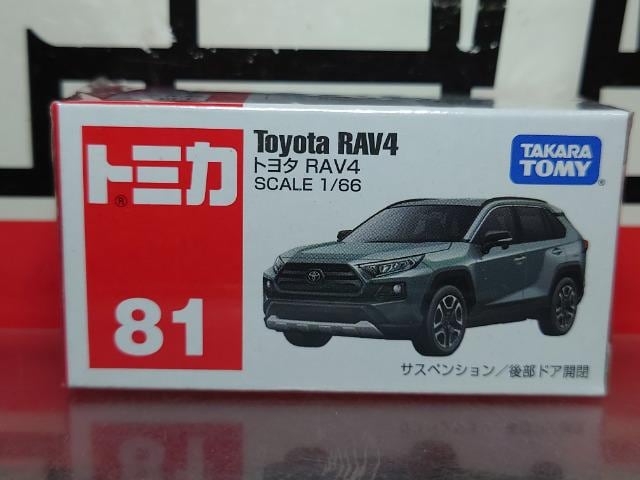 トミカ®
81
Toyota RAV4
トヨタ RAV4
SCALE 1/66
TAKARA
TOMY®
サスペンション/後部ドア開閉